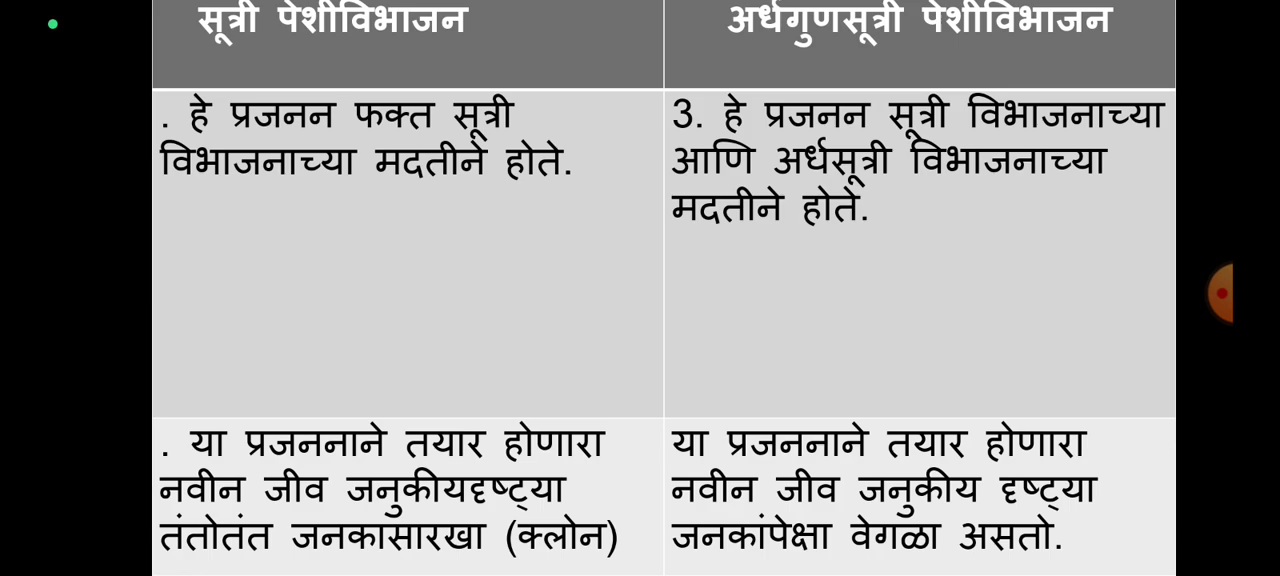 सूत्री पेशीविभाजन
अर्धगुणसूत्री पेशीविभाजन
. हे प्रजनन फक्त सूत्री
विभाजनाच्या मदतीने होते.
3. हे प्रजनन सूत्री विभाजनाच्या
आणि अर्धसूत्री विभाजनाच्या
मदतीने होते.
. या प्रजननाने तयार होणारा
नवीन जीव जनुकीयदृष्ट्या
तंतोतंत जनकासारखा (क्लोन)
या प्रजननाने तयार होणारा
नवीन जीव जनुकीय दृष्ट्या
जनकांपेक्षा वेगळा असतो.